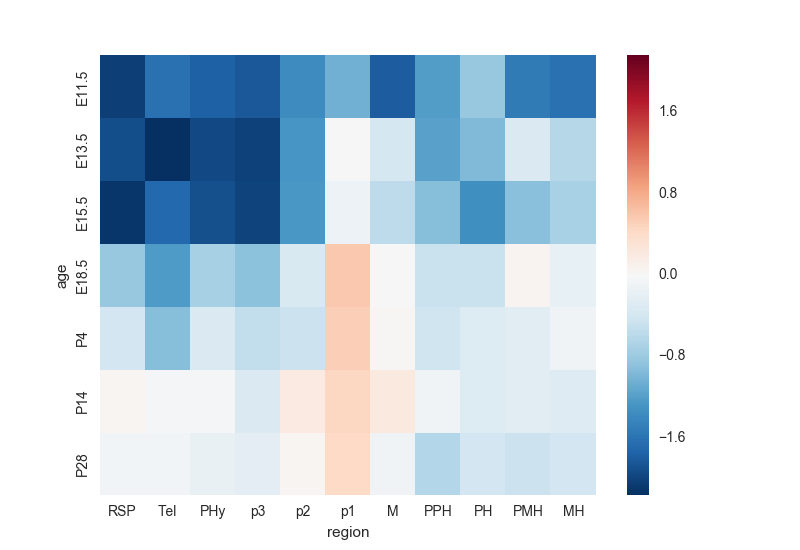 age
E11.5
E13.5
E15.5
E18.5
P4
P14
P28
RSP Tel PHy p3 p2 p1 M PPH PH PMH MH
region
1.6
0.8
0.0
−0.8
−1.6